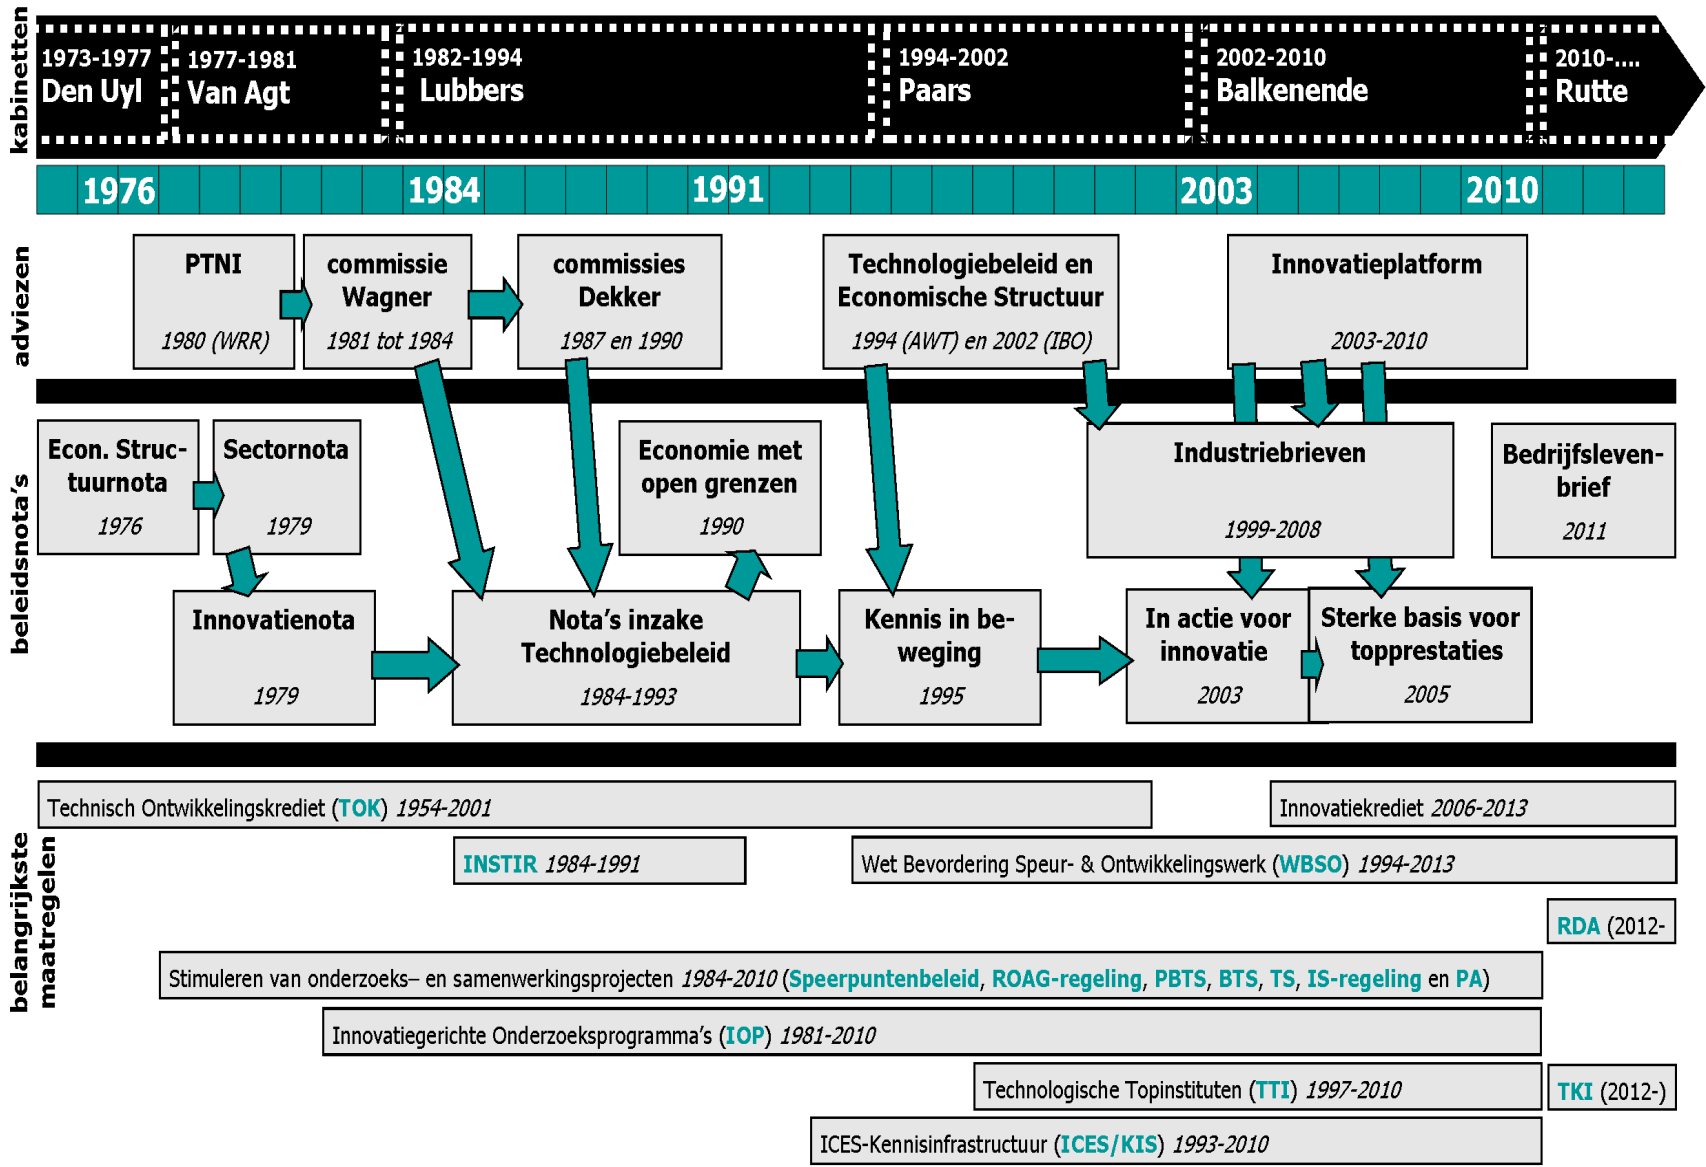 kabinetten
1973-1977
Den Uyl
1977-1981
Van Agt
1982-1994
Lubbers
1994-2002
Paars
2002-2010
Balkenende
2010-....
Rutte
1976
1984
1991
2003
2010
adviezen
PTNI
1980 (WRR)
commissie
Wagner
1981 tot 1984
commissies
Dekker
1987 en 1990
Technologiebeleid en
Economische Structuur
1994 (AWT) en 2002 (IBO)
Innovatieplatform
2003-2010
beleidsnota's
Econ. Struc-
tuurnota
1976
Sectornota
1979
Economie met
open grenzen
1990
Industriebrieven
1999-2008
Bedrijfsleven-
brief
2011
Innovatienota
1979
Nota's inzake
Technologiebeleid
1984-1993
Kennis in be-
weging
1995
In actie voor
innovatie
2003
Sterke basis voor
topprestaties
2005
belangrijkste
maatregelen
Technisch Ontwikkelingskrediet (TOK) 1954-2001
Innovatiekrediet 2006-2013
INSTIR 1984-1991
Wet Bevordering Speur- & Ontwikkelingswerk (WBSO) 1994-2013
RDA (2012-
Stimuleren van onderzoeks– en samenwerkingsprojecten 1984-2010 (Speerpuntenbeleid, ROAG-regeling, PBTS, BTS, TS, IS-regeling en PA)
Innovatiegerichte Onderzoeksprogramma's (IOP) 1981-2010
Technologische Topinstituten (TTI) 1997-2010
TKI (2012-)
ICES-Kennisinfrastructuur (ICES/KIS) 1993-2010